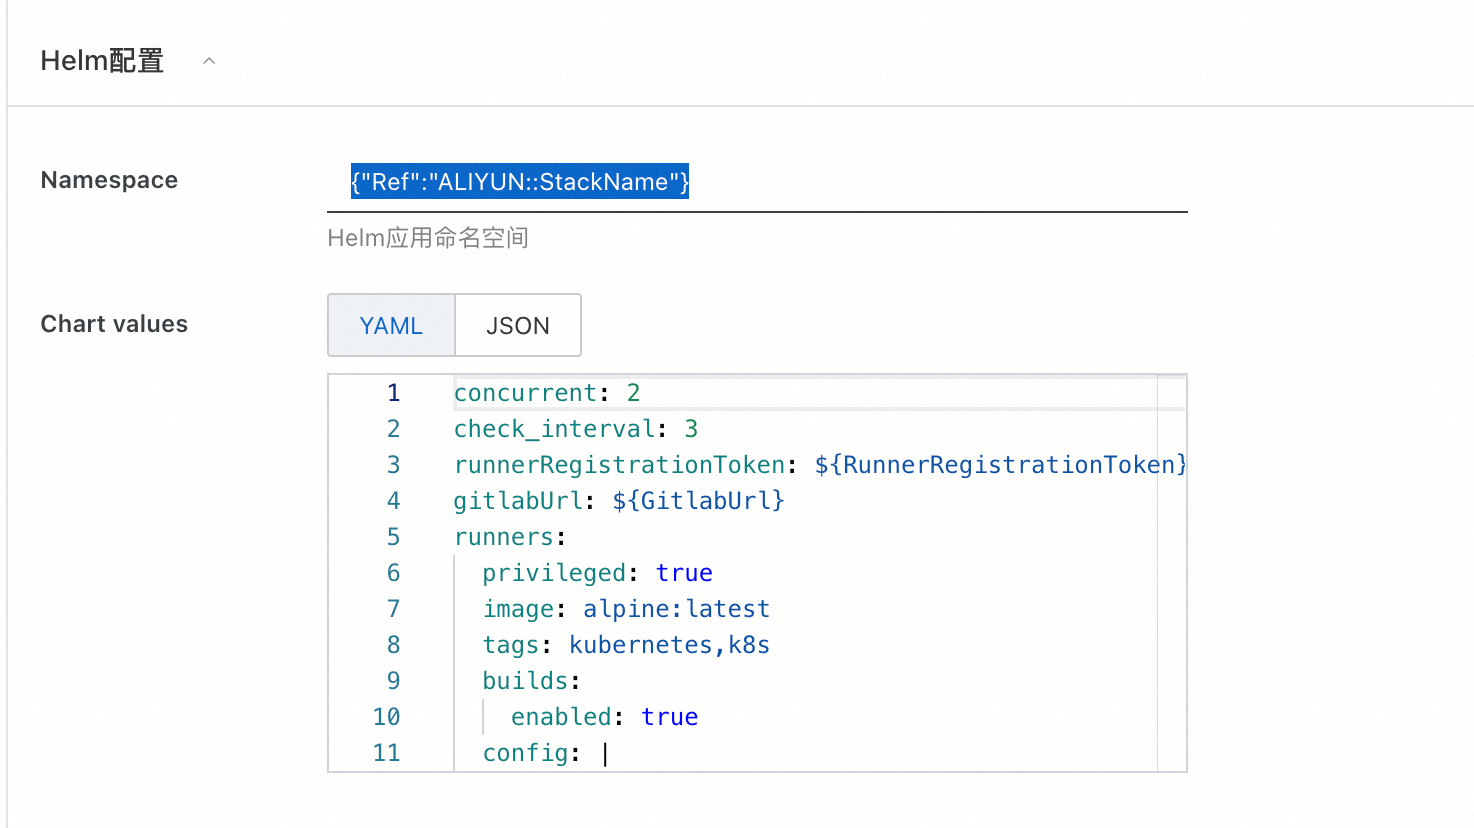 Helm配置
Namespace
{"Ref":"ALIYUN::StackName"}
Helm应用命名空间
Chart values
YAML
JSON
1 concurrent: 2
2 check_interval: 3
3 runnerRegistrationToken: ${RunnerRegistrationToken}
4 gitlabUrl: ${GitlabUrl}
5 runners:
6   privileged: true
7   image: alpine:latest
8   tags: kubernetes,k8s
9   builds:
10     enabled: true
11   config: |